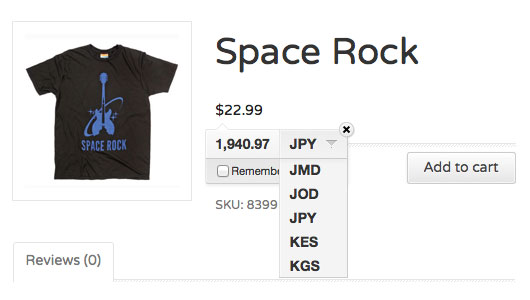 Space Rock
SPACE ROCK
$22.99
1,940.97 JPY
Remembe
JMD
JOD
JPY
KES
KGS
Add to cart
SKU: 8399
Reviews (0)